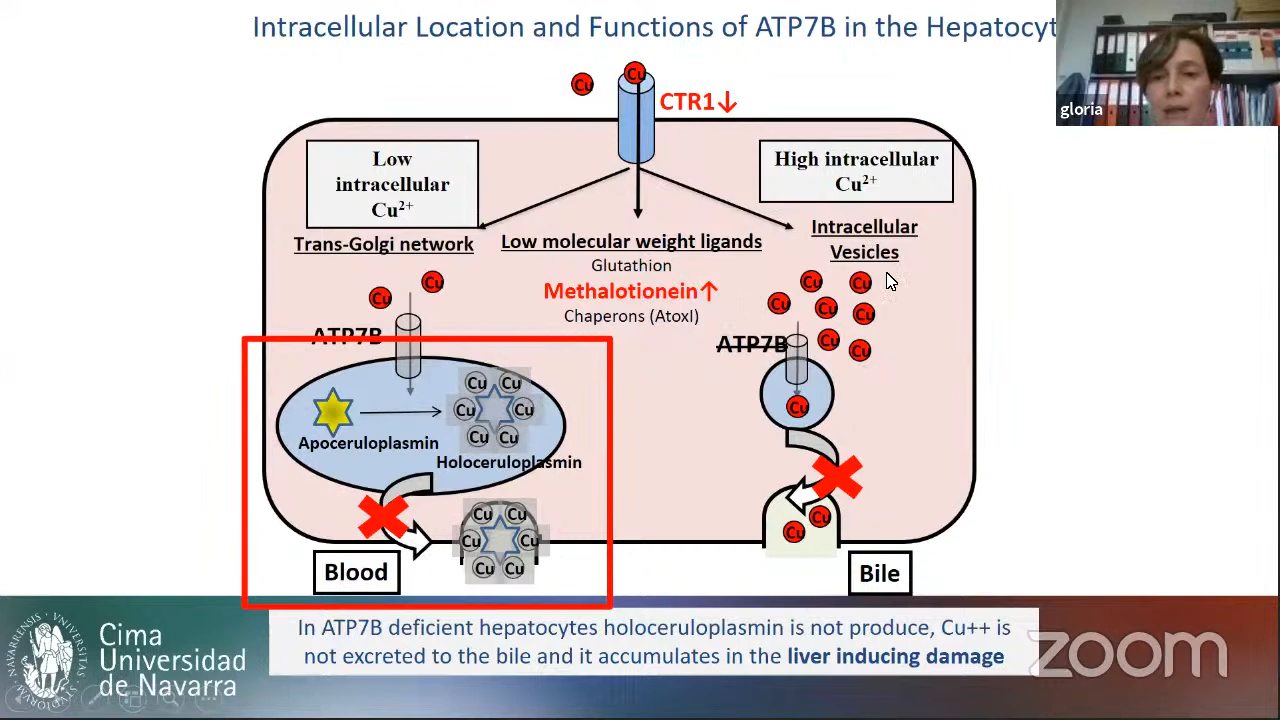 Intracellular Location and Functions of ATP7B in the Hepatocyt
gloria
Cu
Cu
CTR1↓
Low
intracellular
Cu²⁺
High intracellular
Cu²⁺
Trans-Golgi network
Low molecular weight ligands
Glutathion
Methalotionein↑
Chaperons (AtoxI)
Intracellular
Vesicles
Cu
Cu
Cu
Cu
Cu
Cu
Cu
Cu
Cu
ATP7B
ATP7B
Cu
Cu
Cu
Cu
Cu
Cu
Cu
Apoceruloplasmin
Holoceruloplasmin
Cu
Cu
Cu
Cu
Cu
Cu
Cu
Cu
Blood
Bile
In ATP7B deficient hepatocytes holoceruloplasmin is not produce, Cu++ is
not excreted to the bile and it accumulates in the liver inducing damage
Cima
Universidad
de Navarra
zoom